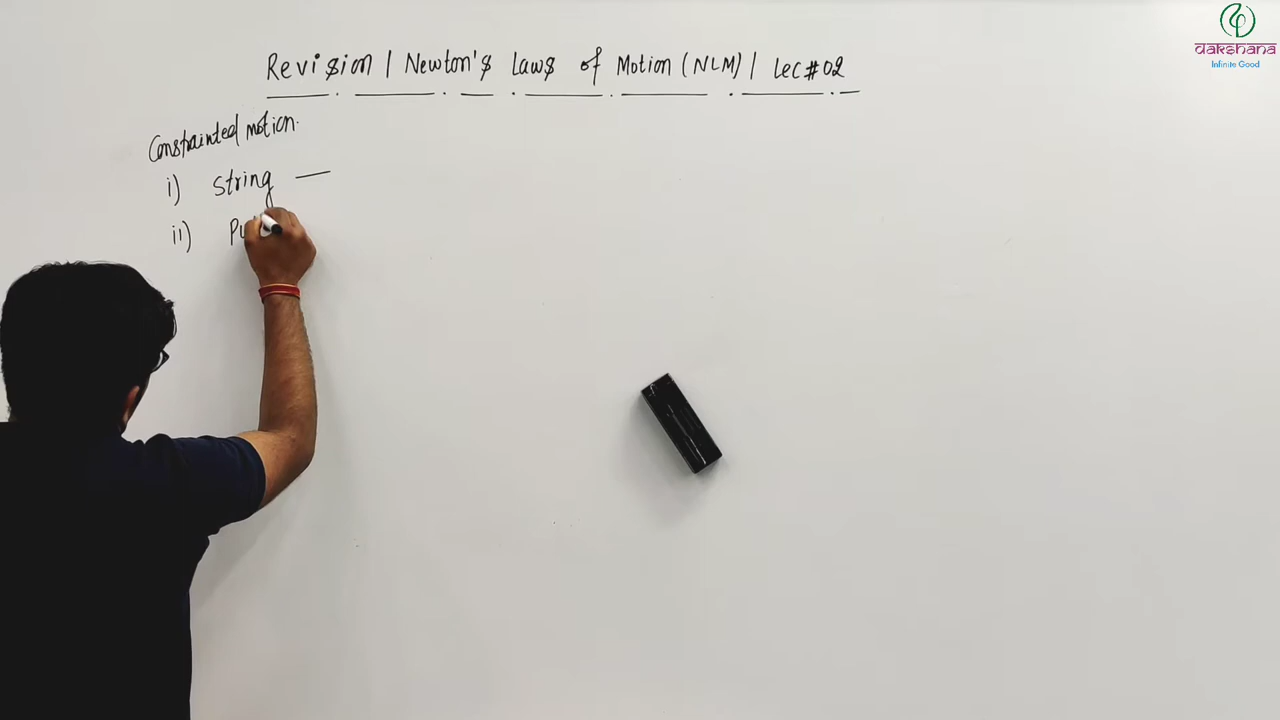 Revision | Newton's Laws of Motion (NLM) | Lec#02
Constrainted motion.
i) String —
ii) Pu
dakshana
Infinite Good